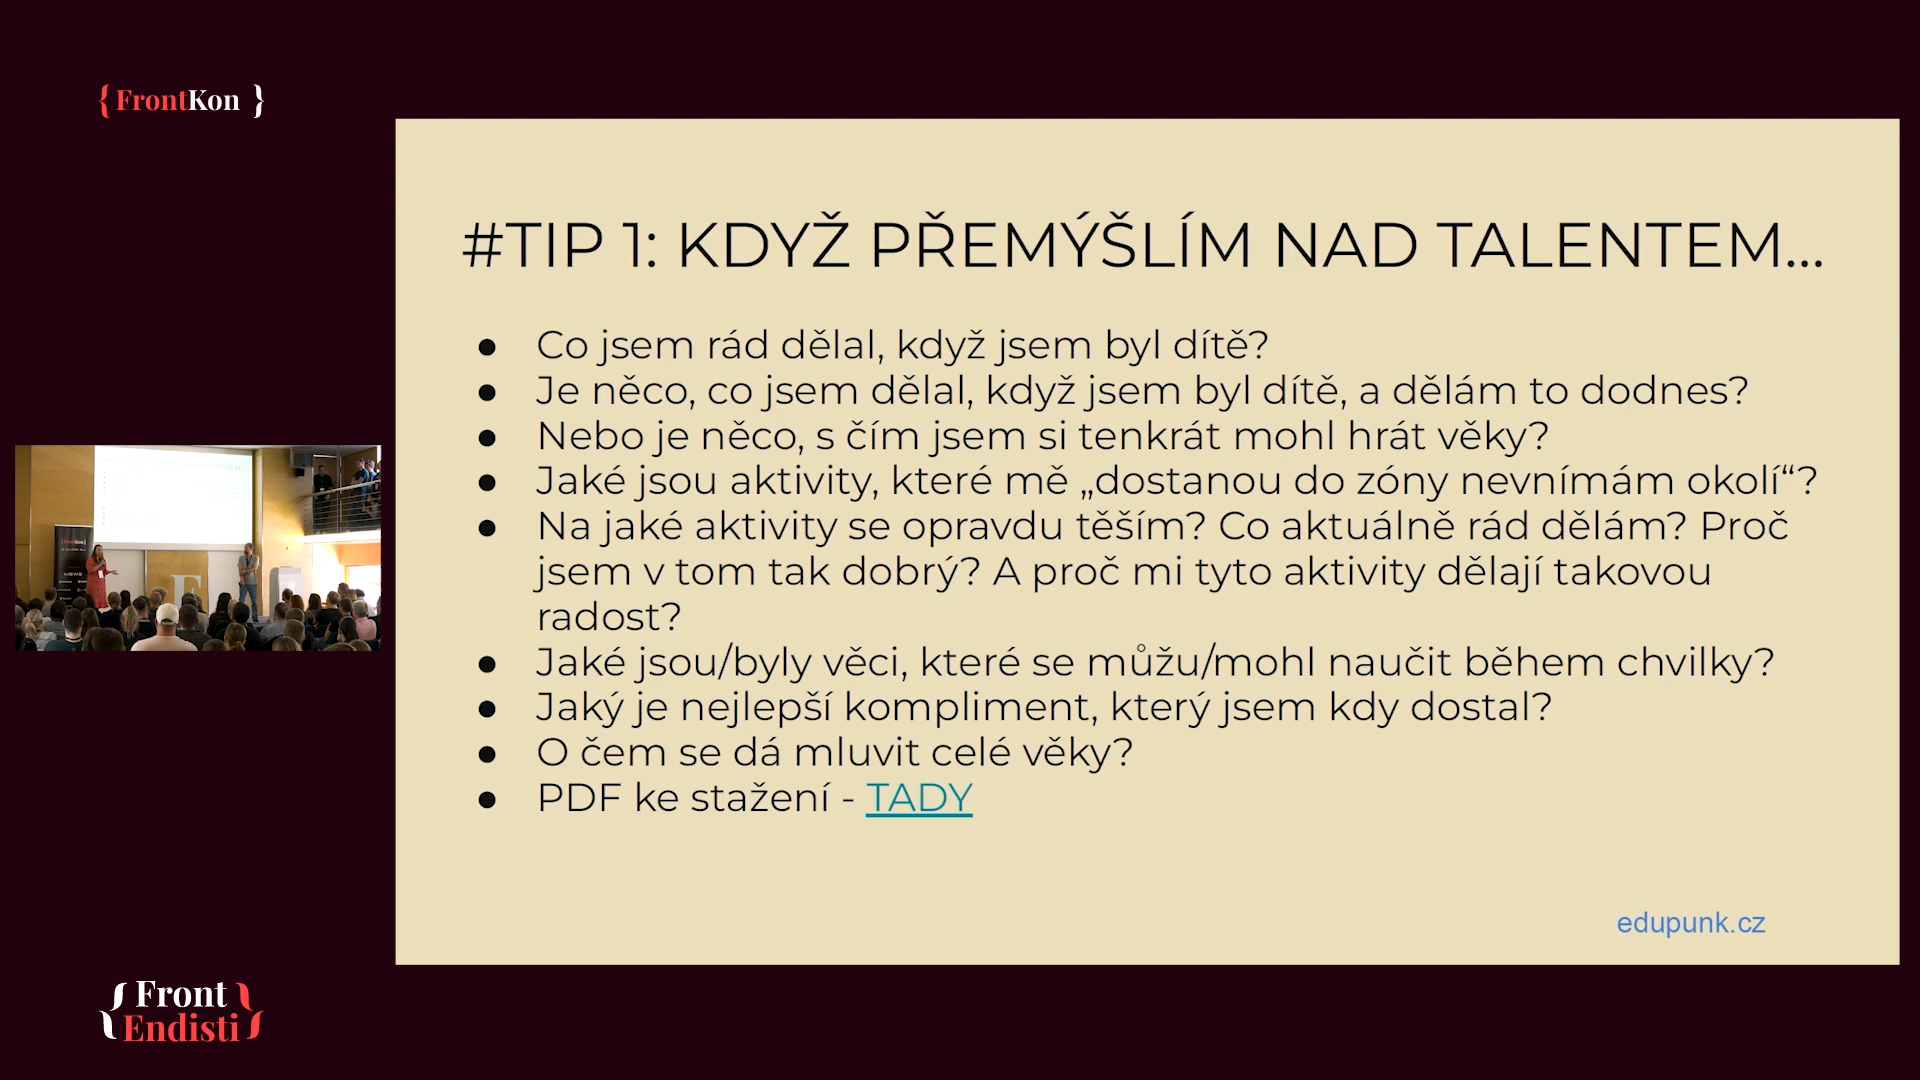 { FrontKon }
#TIP 1: KDYŽ PŘEMÝŠLÍM NAD TALENTEM...
● Co jsem rád dělal, když jsem byl dítě?
● Je něco, co jsem dělal, když jsem byl dítě, a dělám to dodnes?
● Nebo je něco, s čím jsem si tenkrát mohl hrát věky?
● Jaké jsou aktivity, které mě „dostanou do zóny nevnímám okolí“?
● Na jaké aktivity se opravdu těším? Co aktuálně rád dělám? Proč
jsem v tom tak dobrý? A proč mi tyto aktivity dělají takovou
radost?
● Jaké jsou/byly věci, které se můžu/mohl naučit během chvilky?
● Jaký je nejlepší kompliment, který jsem kdy dostal?
● O čem se dá mluvit celé věky?
● PDF ke stažení - TADY
edupunk.cz
{ Front }
{ Endisti }